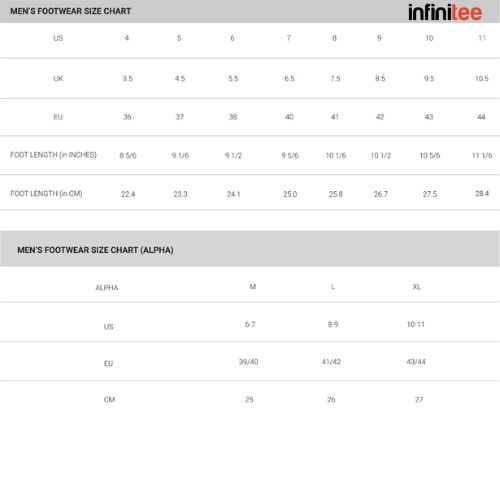 MEN'S FOOTWEAR SIZE CHART infinitee
US 4 5 6 7 8 9 10 11
UK 3.5 4.5 5.5 6.5 7.5 8.5 9.5 10.5
EU 36 37 38 40 41 42 43 44
FOOT LENGTH (in INCHES) 8 5/6 9 1/6 9 1/2 9 5/6 10 1/6 10 1/2 10 5/6 11 1/6
FOOT LENGTH (in CM) 22.4 23.3 24.1 25.0 25.8 26.7 27.5 28.4
MEN'S FOOTWEAR SIZE CHART (ALPHA)
ALPHA M L XL
US 6-7 8-9 10-11
EU 39/40 41/42 43/44
CM 25 26 27